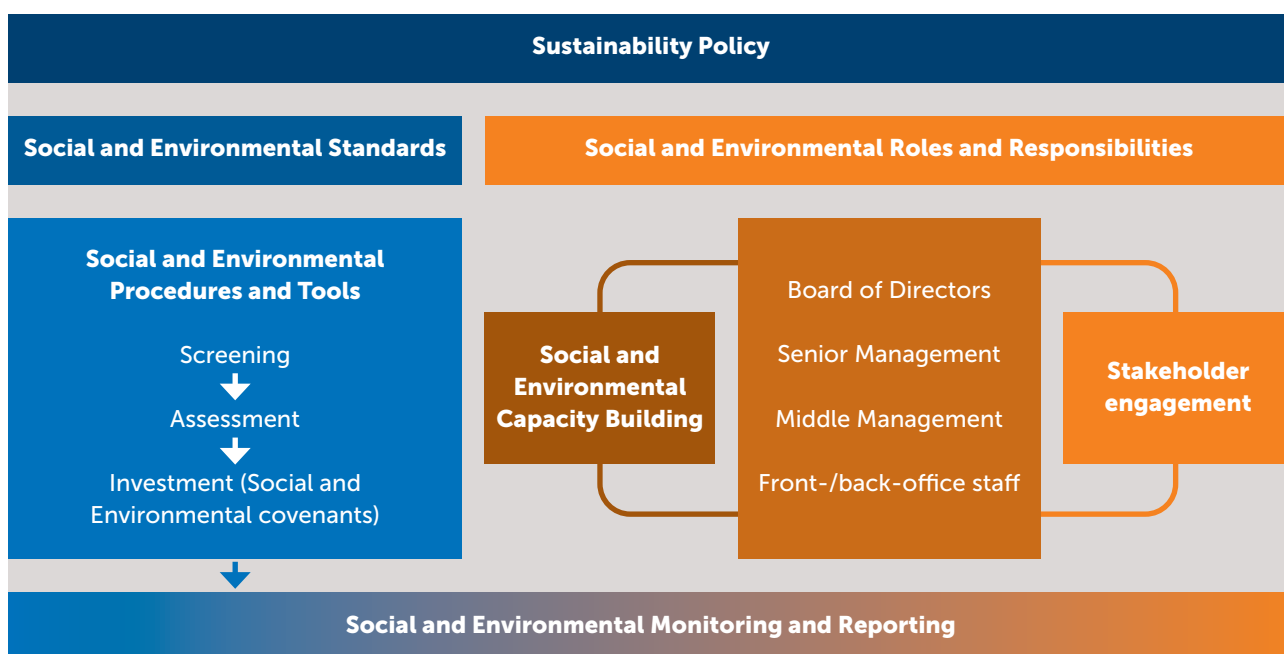 Sustainability Policy
Social and Environmental Standards
Social and Environmental Roles and Responsibilities
Social and Environmental
Procedures and Tools
Screening
Assessment
Investment (Social and
Environmental covenants)
Social and
Environmental
Capacity Building
Board of Directors
Senior Management
Middle Management
Front-/back-office staff
Stakeholder
engagement
Social and Environmental Monitoring and Reporting